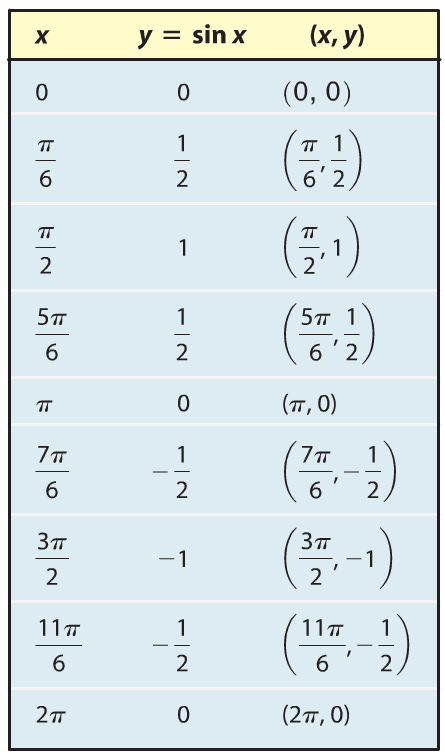 x y = sin x (x, y)
0 0 (0, 0)
π/6 1/2 (π/6, 1/2)
π/2 1 (π/2, 1)
5π/6 1/2 (5π/6, 1/2)
π 0 (π, 0)
7π/6 −1/2 (7π/6, −1/2)
3π/2 −1 (3π/2, −1)
11π/6 −1/2 (11π/6, −1/2)
2π 0 (2π, 0)